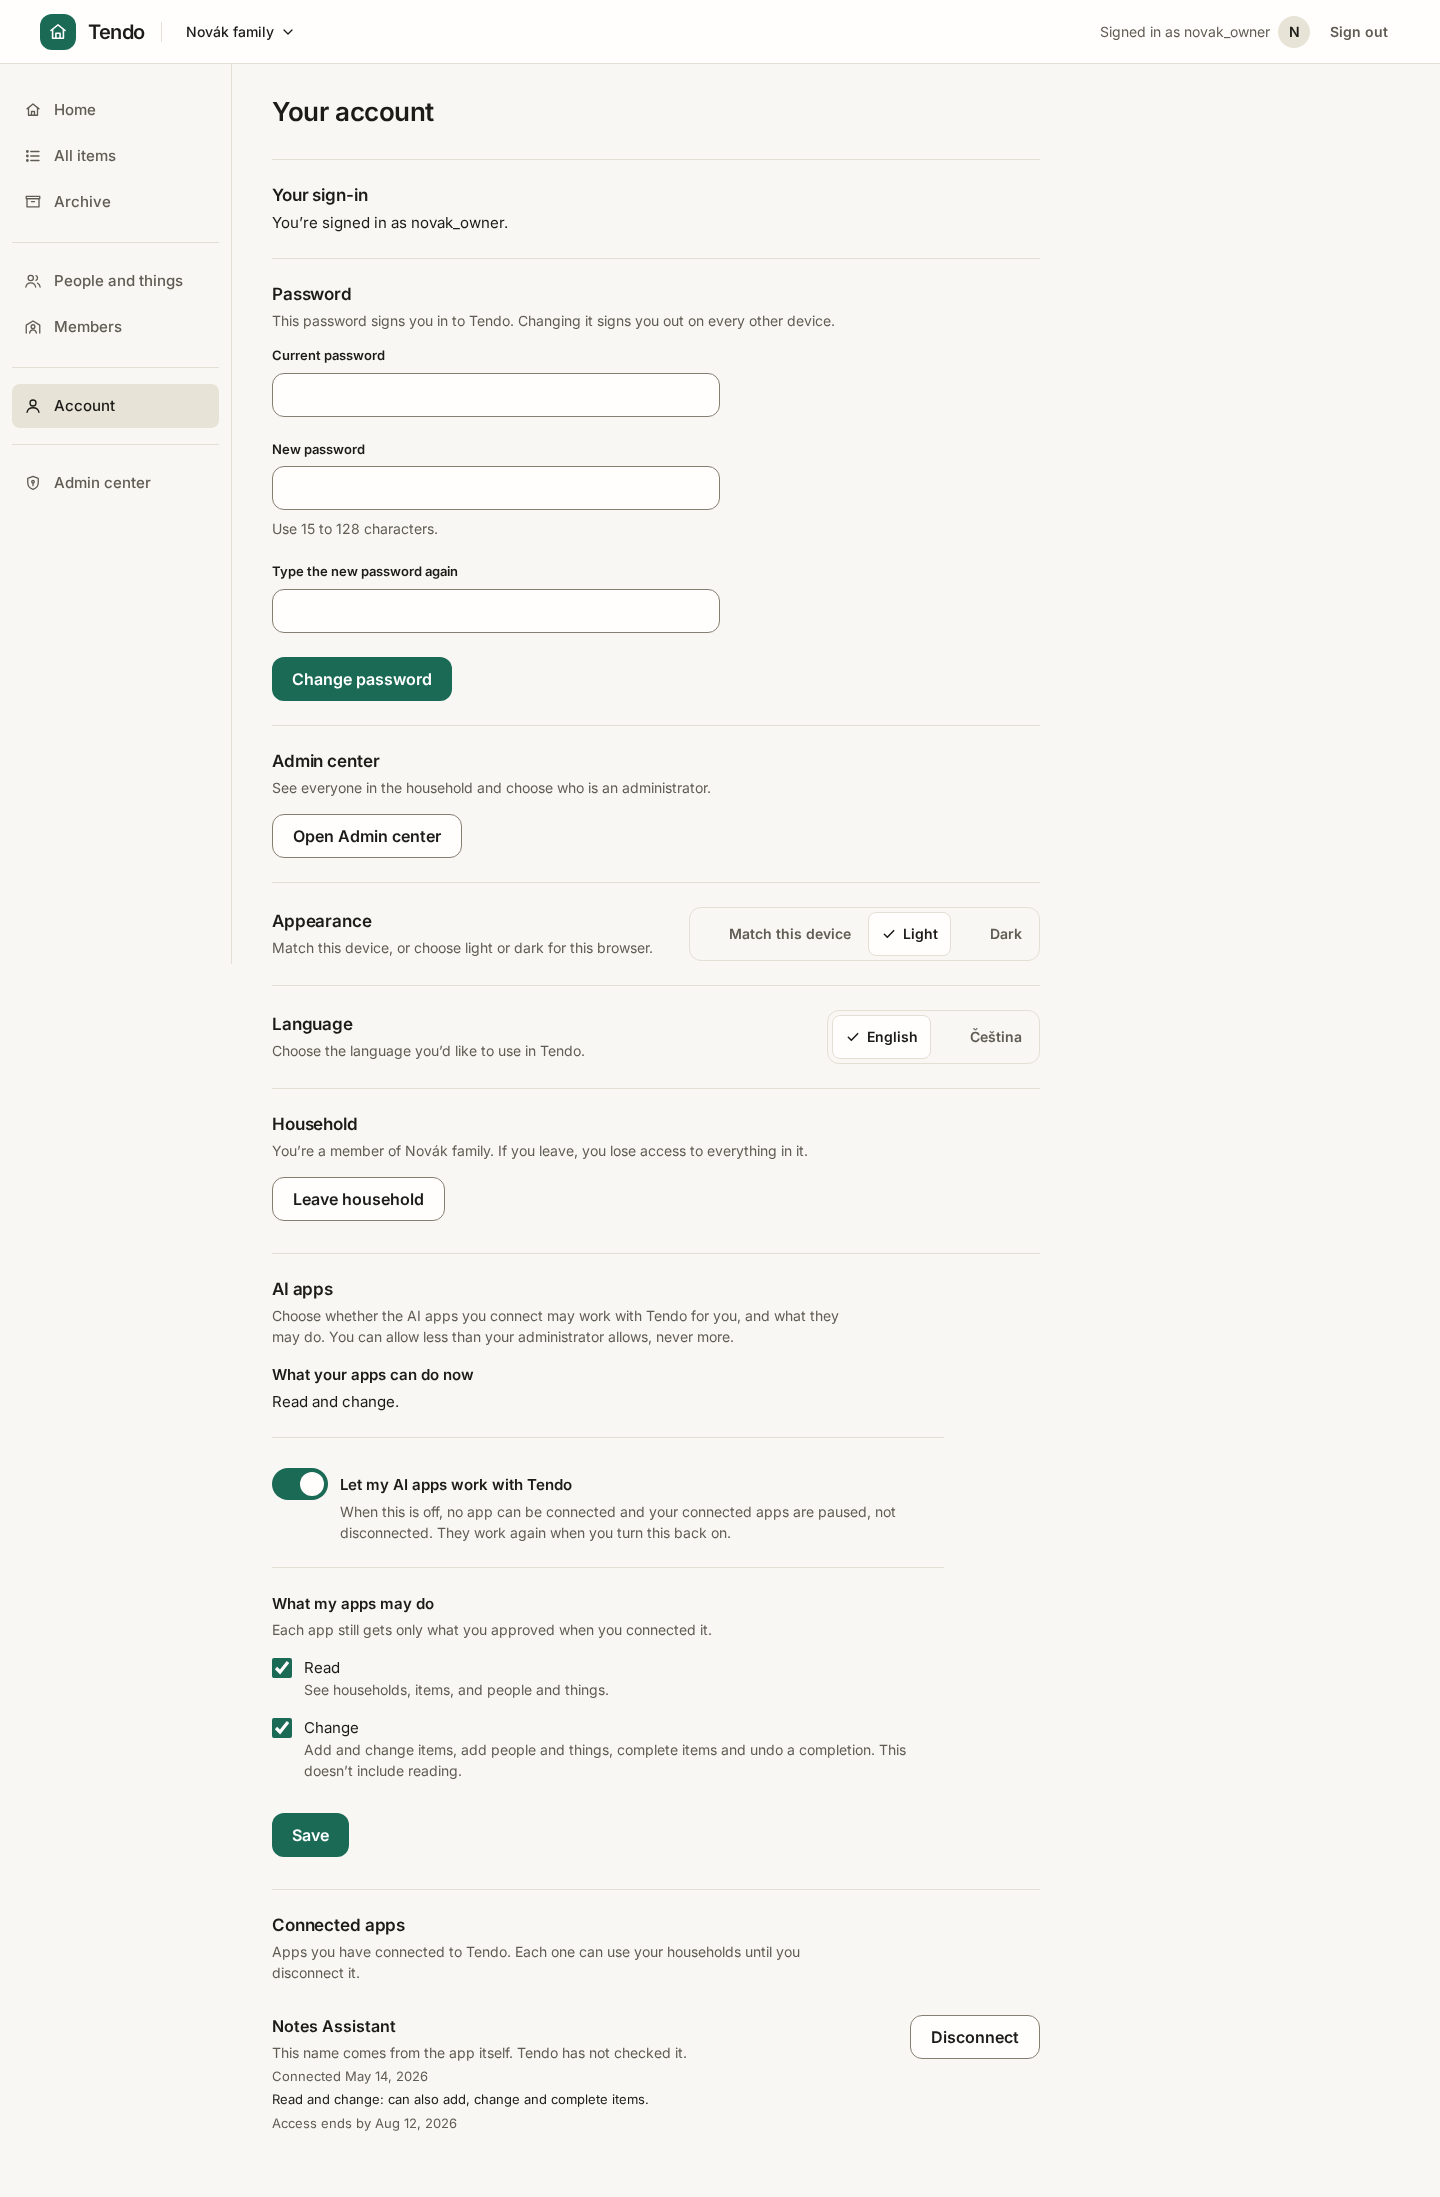 Tendo
Novák family
Signed in as novak_owner
N
Sign out
Home
All items
Archive
People and things
Members
Account
Admin center
Your account
Your sign-in
You’re signed in as novak_owner.
Password
This password signs you in to Tendo. Changing it signs you out on every other device.
Current password
New password
Use 15 to 128 characters.
Type the new password again
Change password
Admin center
See everyone in the household and choose who is an administrator.
Open Admin center
Appearance
Match this device, or choose light or dark for this browser.
Match this device
Light
Dark
Language
Choose the language you’d like to use in Tendo.
English
Čeština
Household
You’re a member of Novák family. If you leave, you lose access to everything in it.
Leave household
AI apps
Choose whether the AI apps you connect may work with Tendo for you, and what they
may do. You can allow less than your administrator allows, never more.
What your apps can do now
Read and change.
Let my AI apps work with Tendo
When this is off, no app can be connected and your connected apps are paused, not
disconnected. They work again when you turn this back on.
What my apps may do
Each app still gets only what you approved when you connected it.
Read
See households, items, and people and things.
Change
Add and change items, add people and things, complete items and undo a completion. This
doesn’t include reading.
Save
Connected apps
Apps you have connected to Tendo. Each one can use your households until you
disconnect it.
Notes Assistant
Disconnect
This name comes from the app itself. Tendo has not checked it.
Connected May 14, 2026
Read and change: can also add, change and complete items.
Access ends by Aug 12, 2026